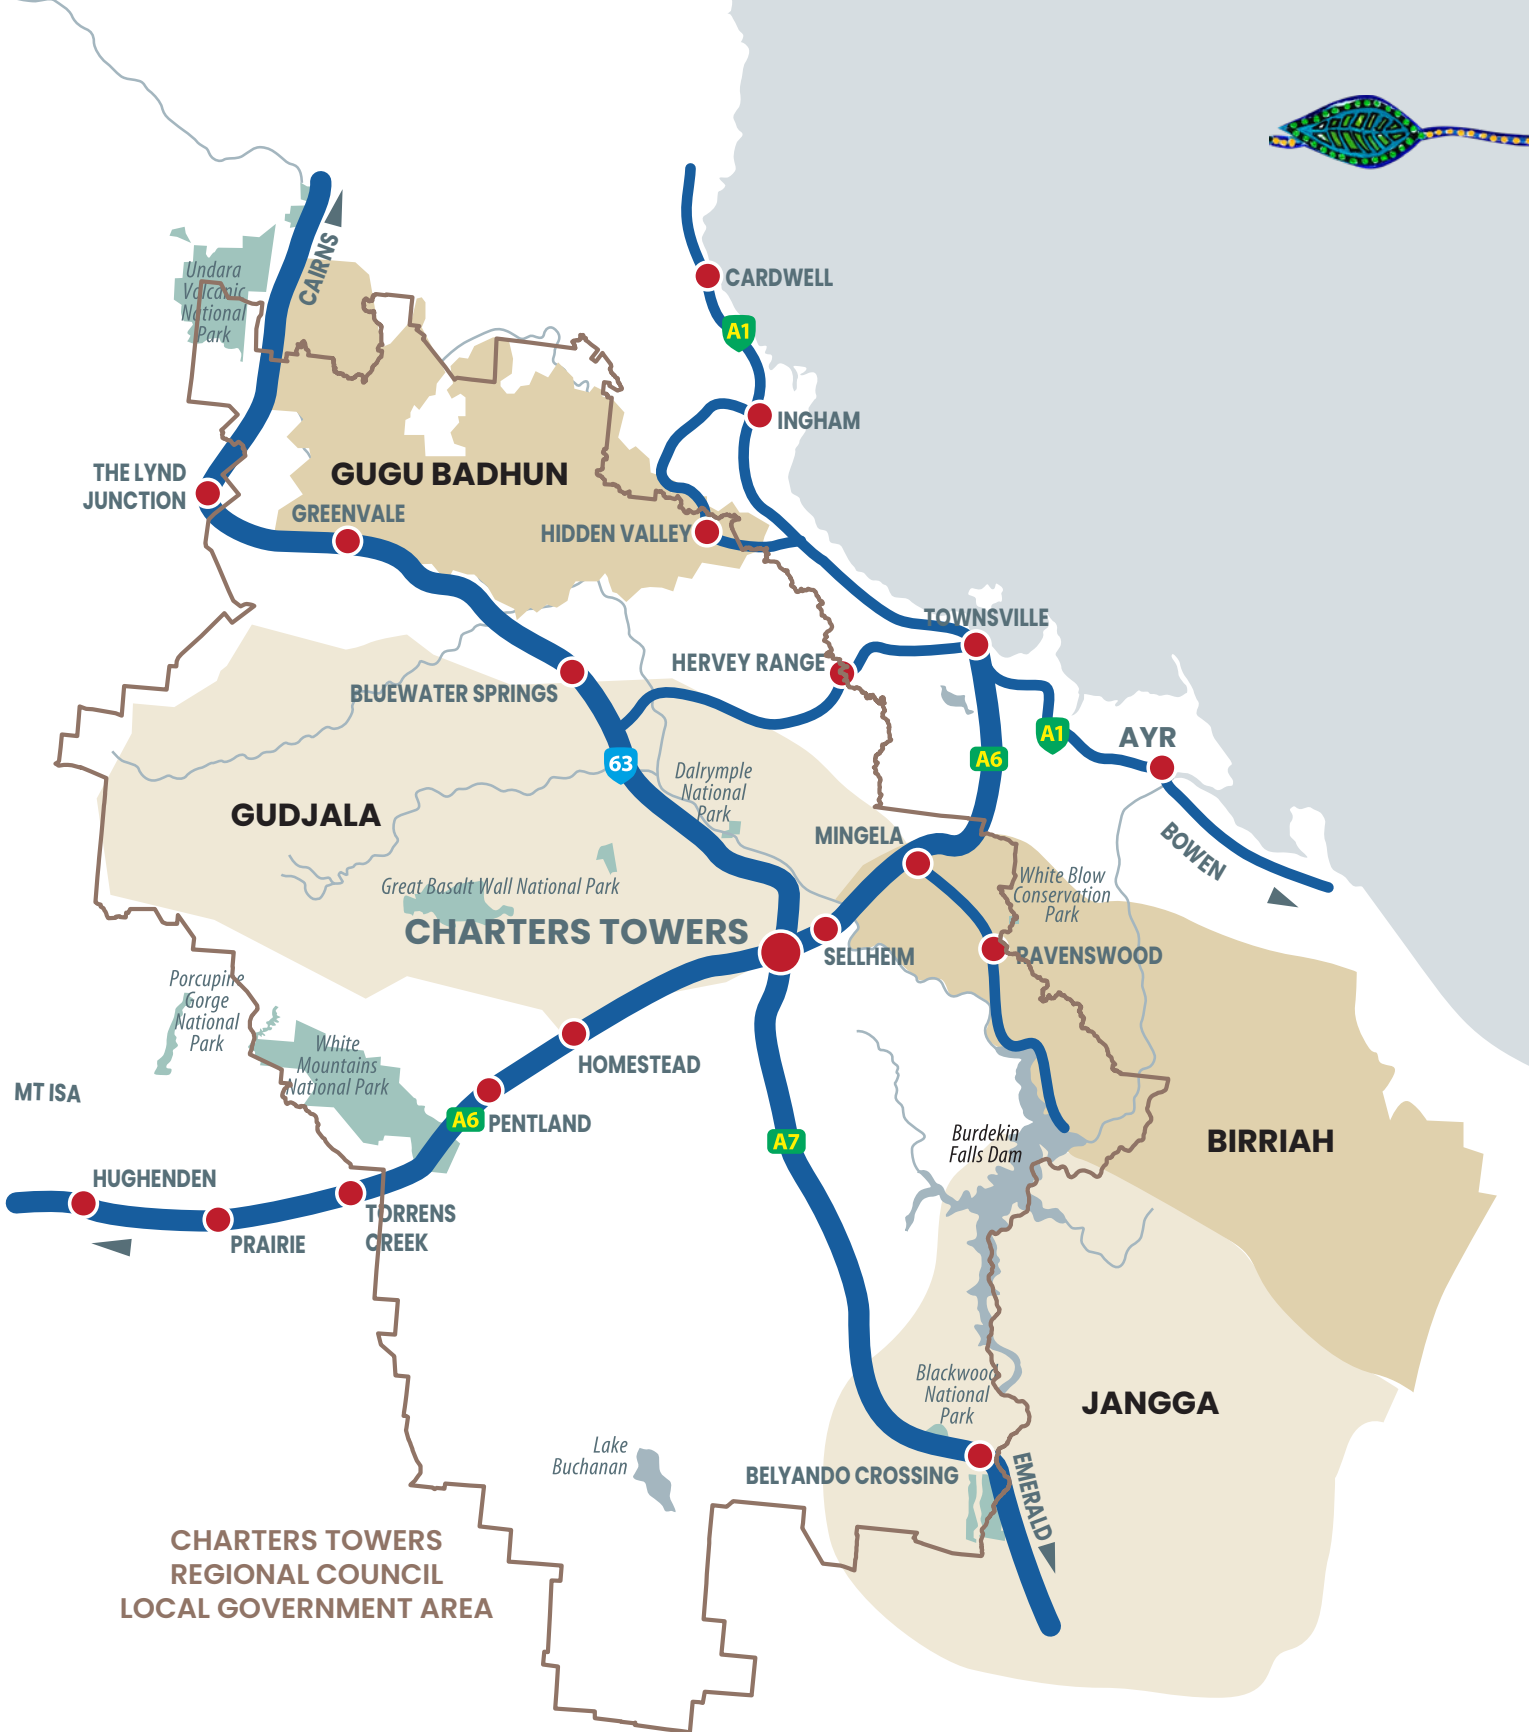 Undara
Volcanic
National
Park
CAIRNS
CARDWELL
A1
INGHAM
THE LYND
JUNCTION
GUGU BADHUN
GREENVALE
HIDDEN VALLEY
TOWNSVILLE
HERVEY RANGE
BLUEWATER SPRINGS
63
A6
A1
AYR
Dalrymple
National
Park
GUDJALA
MINGELA
BOWEN
White Blow
Conservation
Park
Great Basalt Wall National Park
CHARTERS TOWERS
SELLHEIM
RAVENSWOOD
Porcupine
Gorge
National
Park
White
Mountains
National Park
HOMESTEAD
MT ISA
A6
PENTLAND
A7
Burdekin
Falls Dam
BIRRIAH
HUGHENDEN
PRAIRIE
TORRENS
CREEK
Blackwood
National
Park
JANGGA
Lake
Buchanan
BELYANDO CROSSING
EMERALD
CHARTERS TOWERS
REGIONAL COUNCIL
LOCAL GOVERNMENT AREA